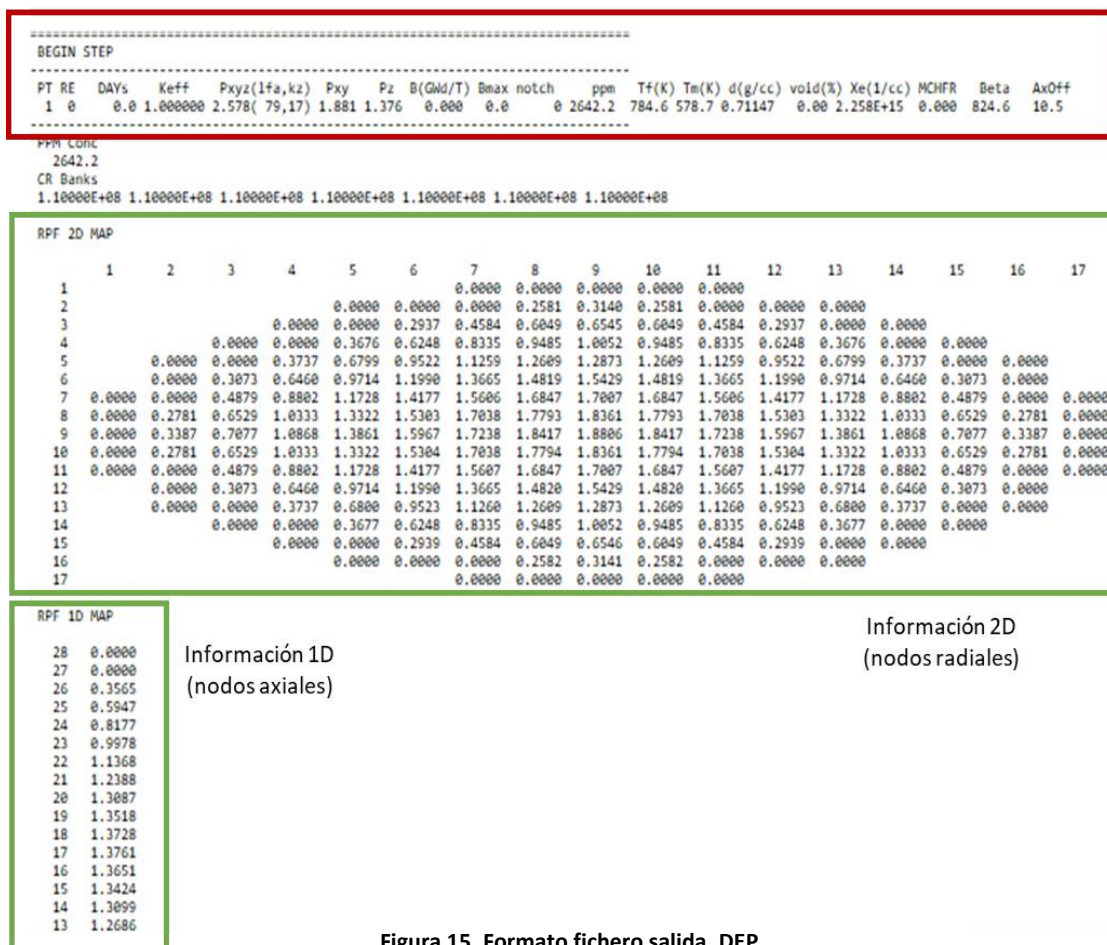 BEGIN STEP
PT RE DAYs Keff Pxyz(lfa,kz) Pxy Pz B(GWd/T) Bmax notch ppm Tf(K) Tm(K) d(g/cc) void(%) Xe(1/cc) MCHFR Beta AxOff
1 0 0.0 1.000000 2.578( 79,17) 1.881 1.376 0.000 0.0 0 2642.2 784.6 578.7 0.71147 0.00 2.258E+15 0.000 824.6 10.5
PPM Conc
2642.2
CR Banks
1.10000E+08 1.10000E+08 1.10000E+08 1.10000E+08 1.10000E+08 1.10000E+08 1.10000E+08
RPF 2D MAP
1 2 3 4 5 6 7 8 9 10 11 12 13 14 15 16 17
1 0.0000 0.0000 0.0000 0.0000 0.0000
2 0.0000 0.0000 0.0000 0.2581 0.3140 0.2581 0.0000 0.0000 0.0000
3 0.0000 0.0000 0.2937 0.4584 0.6049 0.6545 0.6049 0.4584 0.2937 0.0000 0.0000
4 0.0000 0.0000 0.3676 0.6248 0.8335 0.9485 1.0052 0.9485 0.8335 0.6248 0.3676 0.0000 0.0000
5 0.0000 0.0000 0.3737 0.6799 0.9522 1.1259 1.2609 1.2873 1.2609 1.1259 0.9522 0.6799 0.3737 0.0000 0.0000
6 0.0000 0.3073 0.6460 0.9714 1.1990 1.3665 1.4819 1.5429 1.4819 1.3665 1.1990 0.9714 0.6460 0.3073 0.0000
7 0.0000 0.0000 0.4879 0.8802 1.1728 1.4177 1.5606 1.6847 1.7007 1.6847 1.5606 1.4177 1.1728 0.8802 0.4879 0.0000 0.0000
8 0.0000 0.2781 0.6529 1.0333 1.3322 1.5303 1.7038 1.7793 1.8361 1.7793 1.7038 1.5303 1.3322 1.0333 0.6529 0.2781 0.0000
9 0.0000 0.3387 0.7077 1.0868 1.3861 1.5967 1.7238 1.8417 1.8806 1.8417 1.7238 1.5967 1.3861 1.0868 0.7077 0.3387 0.0000
10 0.0000 0.2781 0.6529 1.0333 1.3322 1.5304 1.7038 1.7794 1.8361 1.7794 1.7038 1.5304 1.3322 1.0333 0.6529 0.2781 0.0000
11 0.0000 0.0000 0.4879 0.8802 1.1728 1.4177 1.5607 1.6847 1.7007 1.6847 1.5607 1.4177 1.1728 0.8802 0.4879 0.0000 0.0000
12 0.0000 0.3073 0.6460 0.9714 1.1990 1.3665 1.4820 1.5429 1.4820 1.3665 1.1990 0.9714 0.6460 0.3073 0.0000
13 0.0000 0.0000 0.3737 0.6800 0.9523 1.1260 1.2609 1.2873 1.2609 1.1260 0.9523 0.6800 0.3737 0.0000 0.0000
14 0.0000 0.0000 0.3677 0.6248 0.8335 0.9485 1.0052 0.9485 0.8335 0.6248 0.3677 0.0000 0.0000
15 0.0000 0.0000 0.2939 0.4584 0.6049 0.6546 0.6049 0.4584 0.2939 0.0000 0.0000
16 0.0000 0.0000 0.0000 0.2582 0.3141 0.2582 0.0000 0.0000 0.0000
17 0.0000 0.0000 0.0000 0.0000 0.0000
RPF 1D MAP
28 0.0000
27 0.0000
26 0.3565
25 0.5947
24 0.8177
23 0.9978
22 1.1368
21 1.2388
20 1.3087
19 1.3518
18 1.3728
17 1.3761
16 1.3651
15 1.3424
14 1.3099
13 1.2686
Información 1D
(nodos axiales)
Información 2D
(nodos radiales)
Figura 15. Formato fichero salida .DEP